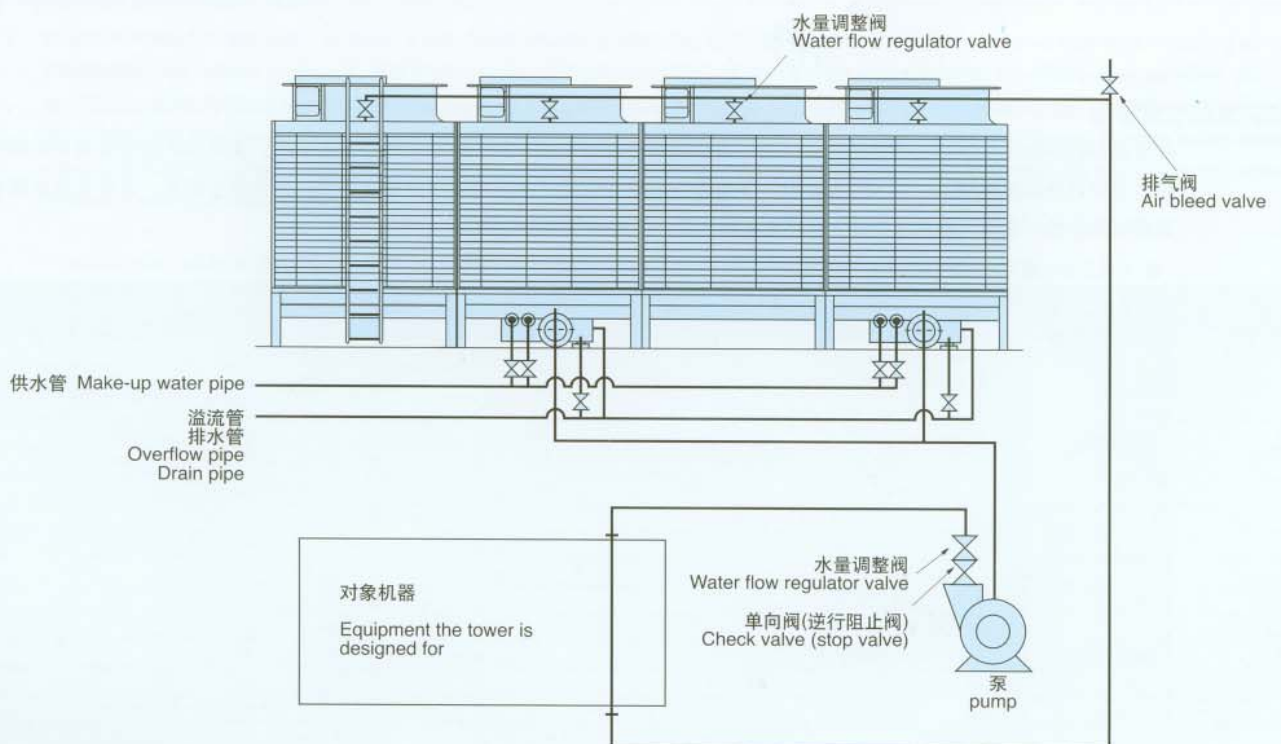 水量调整阀
Water flow regulator valve
排气阀
Air bleed valve
供水管 Make-up water pipe
溢流管
排水管
Overflow pipe
Drain pipe
对象机器
Equipment the tower is
designed for
水量调整阀
Water flow regulator valve
单向阀(逆行阻止阀)
Check valve (stop valve)
泵
pump